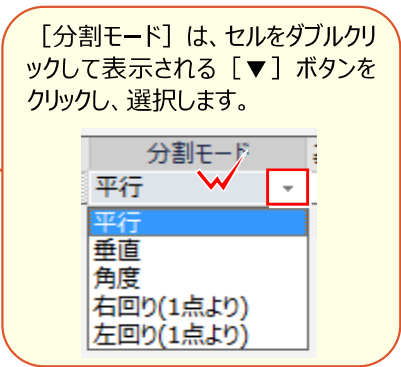 ［分割モード］は、セルをダブルクリ
ックして表示される［▼］ボタンを
クリックし、選択します。
分割モード
平行
平行
垂直
角度
右回り(1点より)
左回り(1点より)